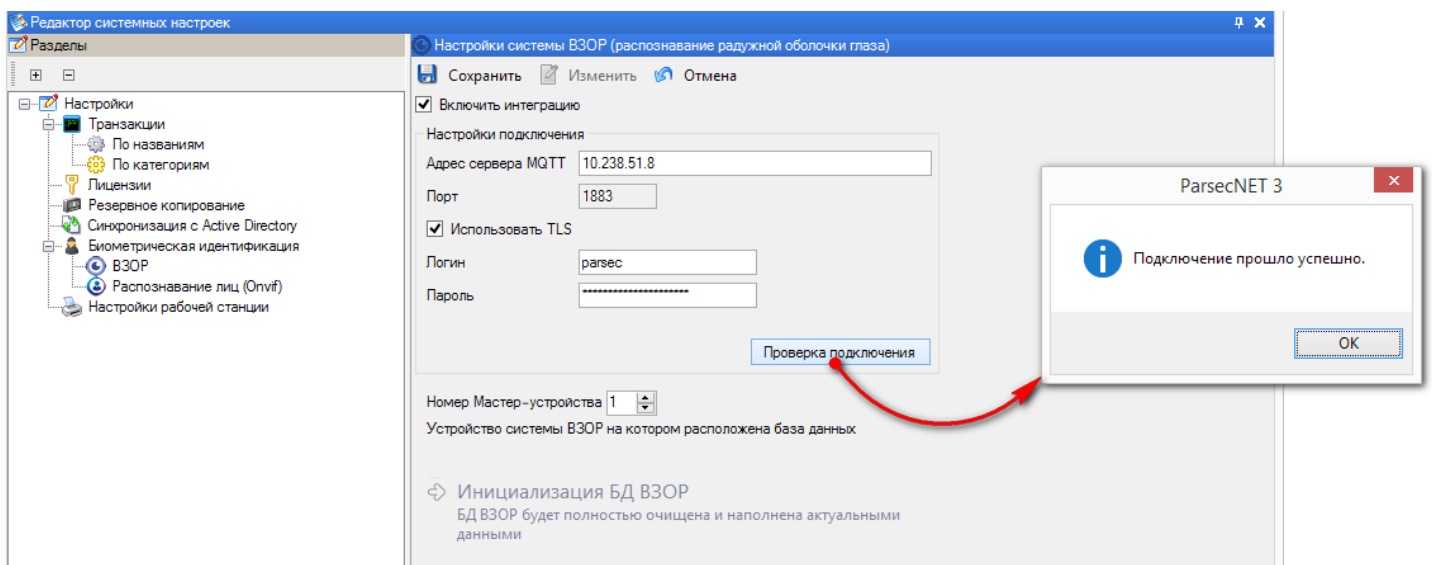 Редактор системных настроек
Разделы
Настройки
Транзакции
По названиям
По категориям
Лицензии
Резервное копирование
Синхронизация с Active Directory
Биометрическая идентификация
ВЗОР
Распознавание лиц (Onvif)
Настройки рабочей станции
Настройки системы ВЗОР (распознавание радужной оболочки глаза)
Сохранить Изменить Отмена
Включить интеграцию
Настройки подключения
Адрес сервера MQTT 10.238.51.8
Порт 1883
Использовать TLS
Логин parsec
Пароль *********************
Проверка подключения
Номер Мастер-устройства 1
Устройство системы ВЗОР на котором расположена база данных
Инициализация БД ВЗОР
БД ВЗОР будет полностью очищена и наполнена актуальными
данными
ParsecNET 3
Подключение прошло успешно.
OK